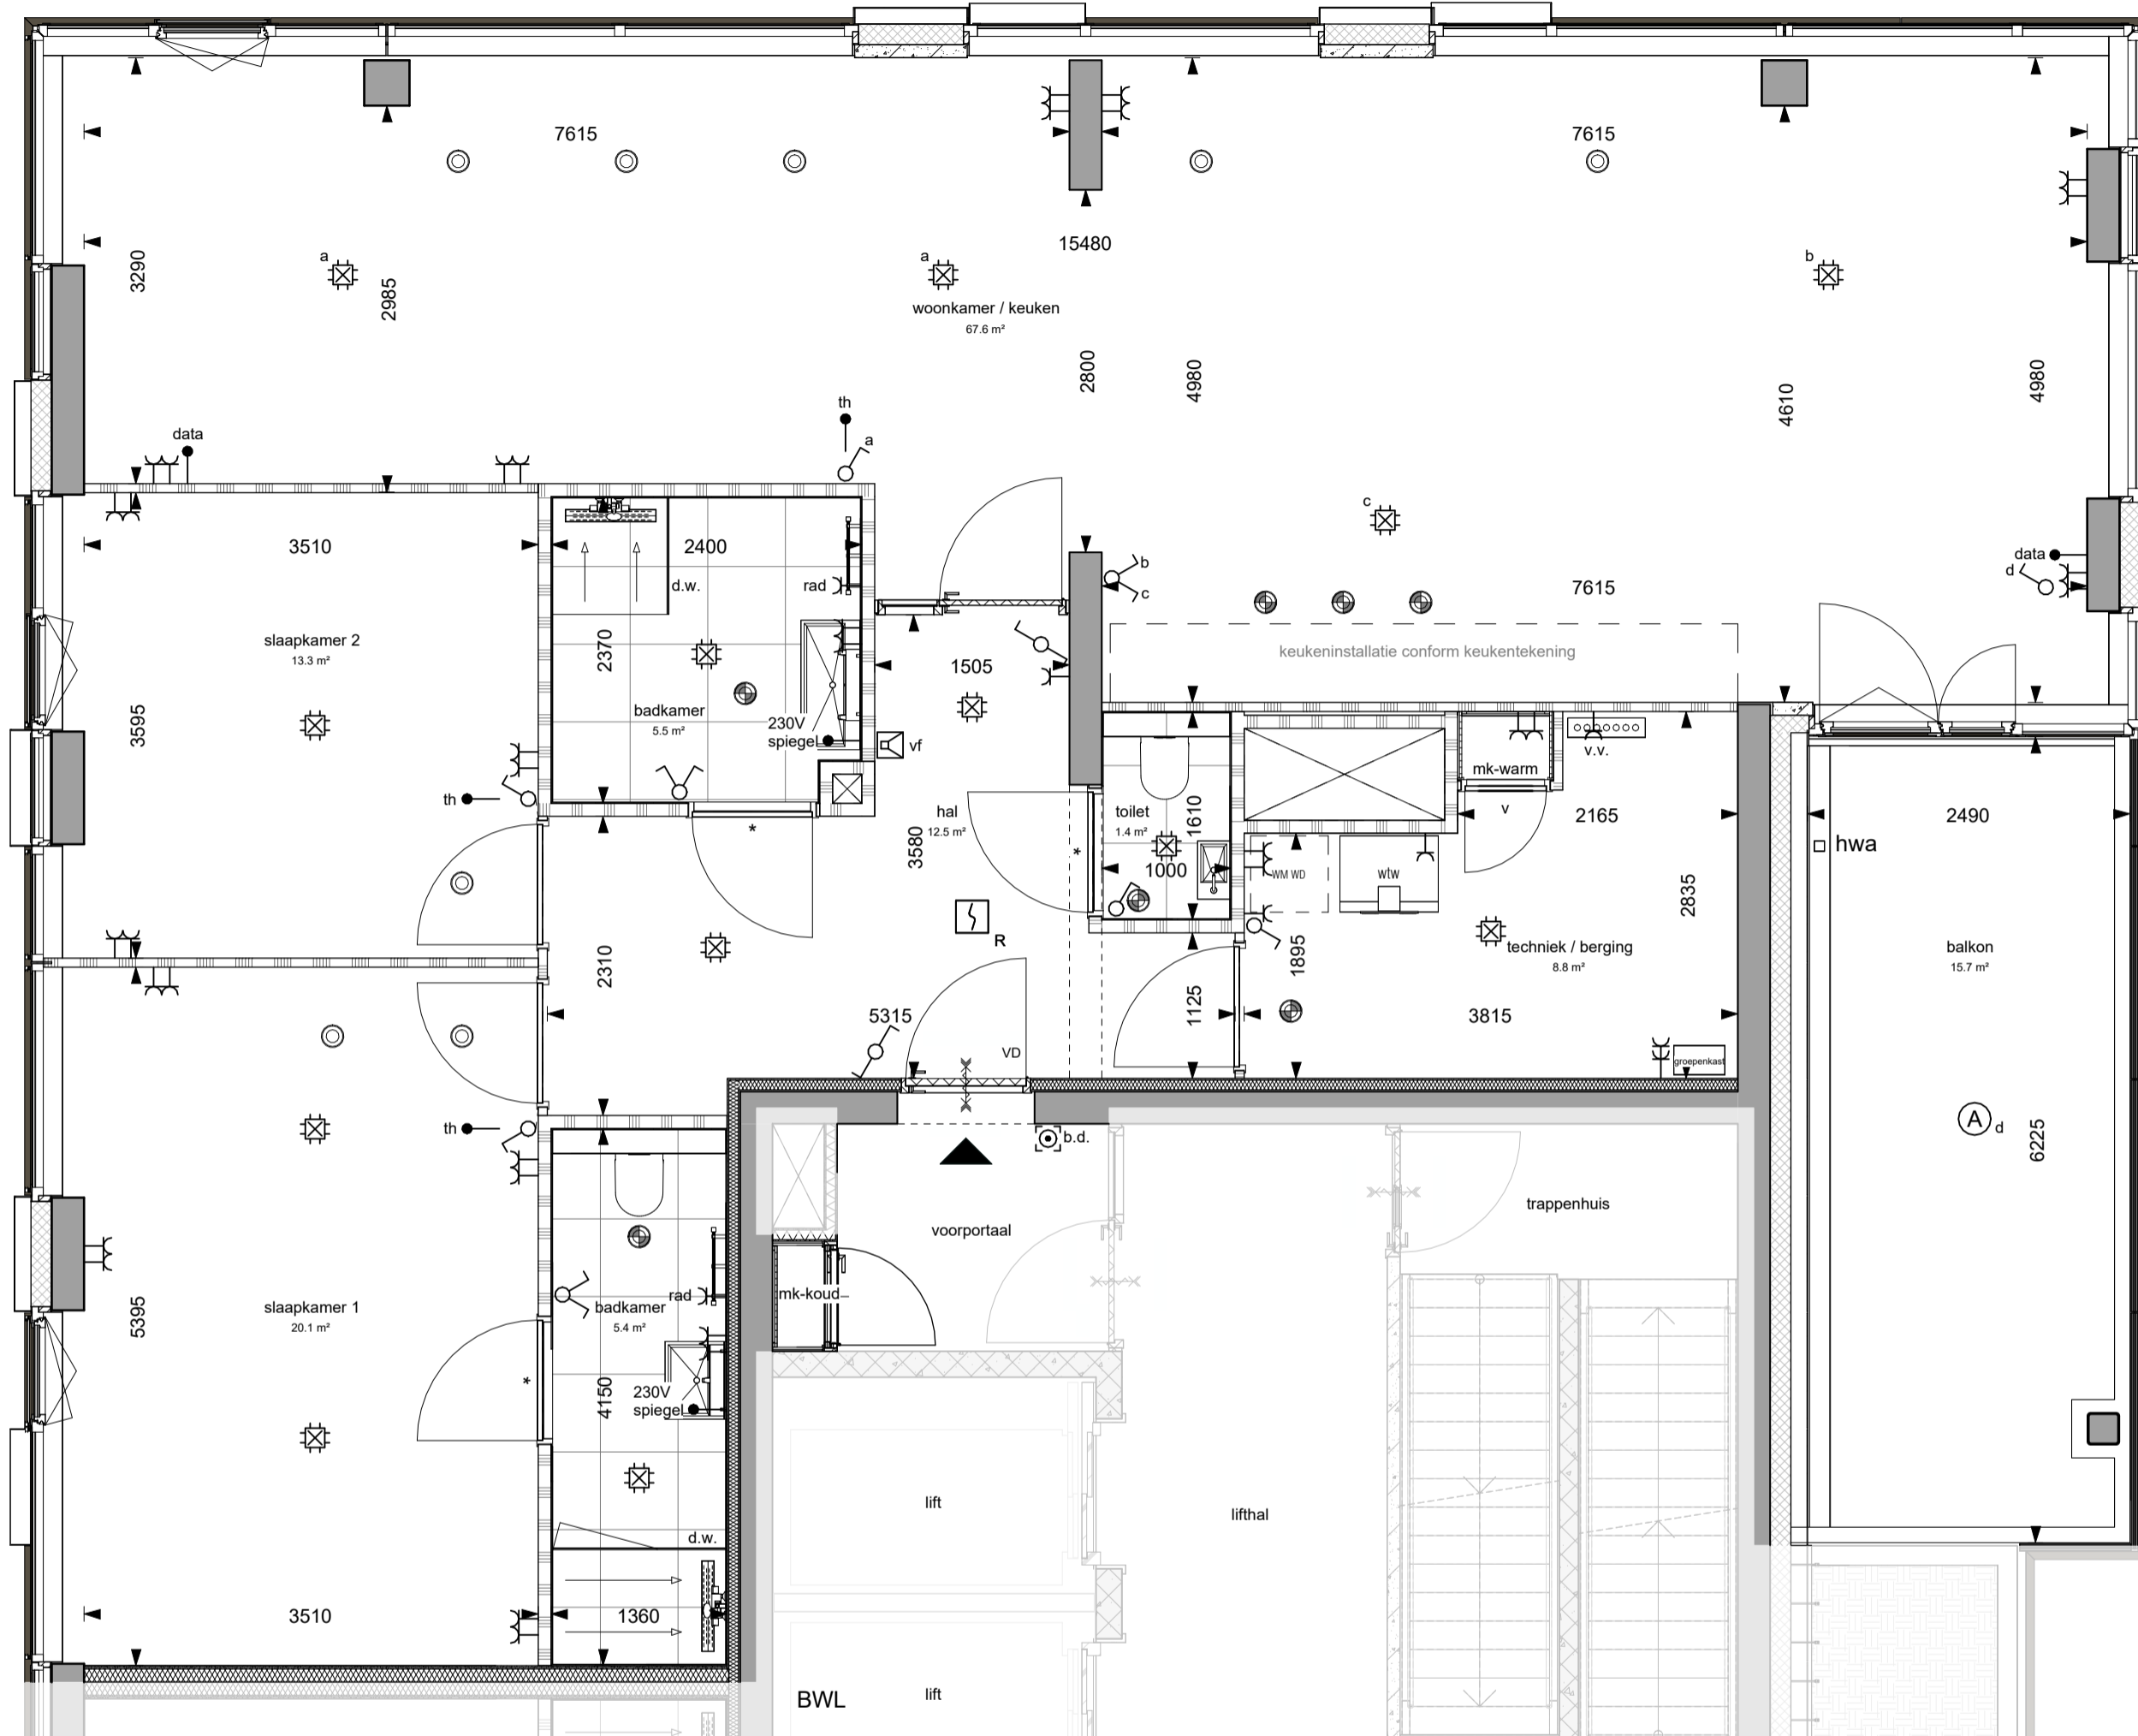 7615
7615
15480
a
a
b
3290
2985
woonkamer / keuken
67.6 m²
2800
4980
4610
4980
th
a
data
c
3510
2400
d.w.
rad
b
c
data
d
7615
slaapkamer 2
13.3 m²
2370
1505
keukeninstallatie conform keukentekening
3595
badkamer
5.5 m²
230V
spiegel
vf
v.v.
mk-warm
th
v
hal
12.5 m²
toilet
1.4 m²
1610
2165
2490
*
3580
*
1000
WM WD
wtw
hwa
2835
R
techniek / berging
8.8 m²
balkon
15.7 m²
2310
1895
1125
5315
3815
VD
groepenkast
th
b.d.
A
d
6225
voorportaal
trappenhuis
slaapkamer 1
20.1 m²
5395
rad
badkamer
5.4 m²
mk-koud
*
4150
230V
spiegel
lift
lifthal
d.w.
3510
1360
BWL
lift